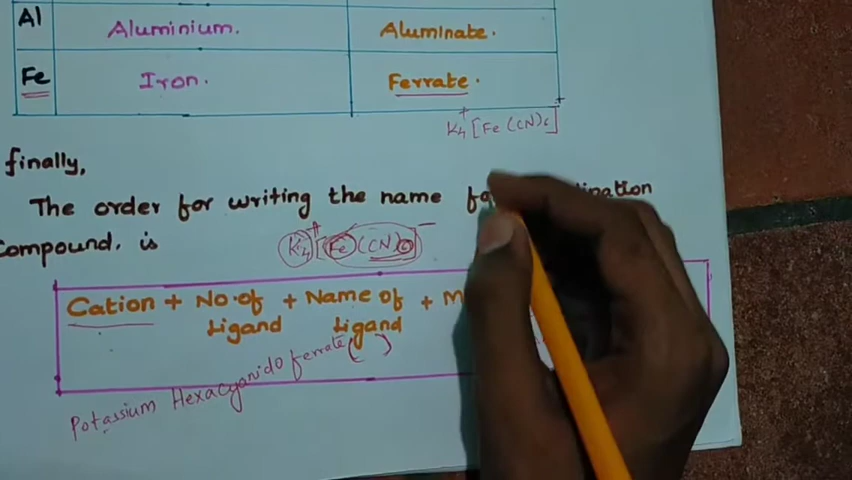 Al Aluminium. Aluminate.
Fe Iron. Ferrate.
K4+[Fe(CN)6]
finally,
The order for writing the name
Compound. is
K4+[Fe(CN)6]−
Cation + No. of + Name of + M
Ligand Ligand
Potassium Hexacyanido ferrate ( )